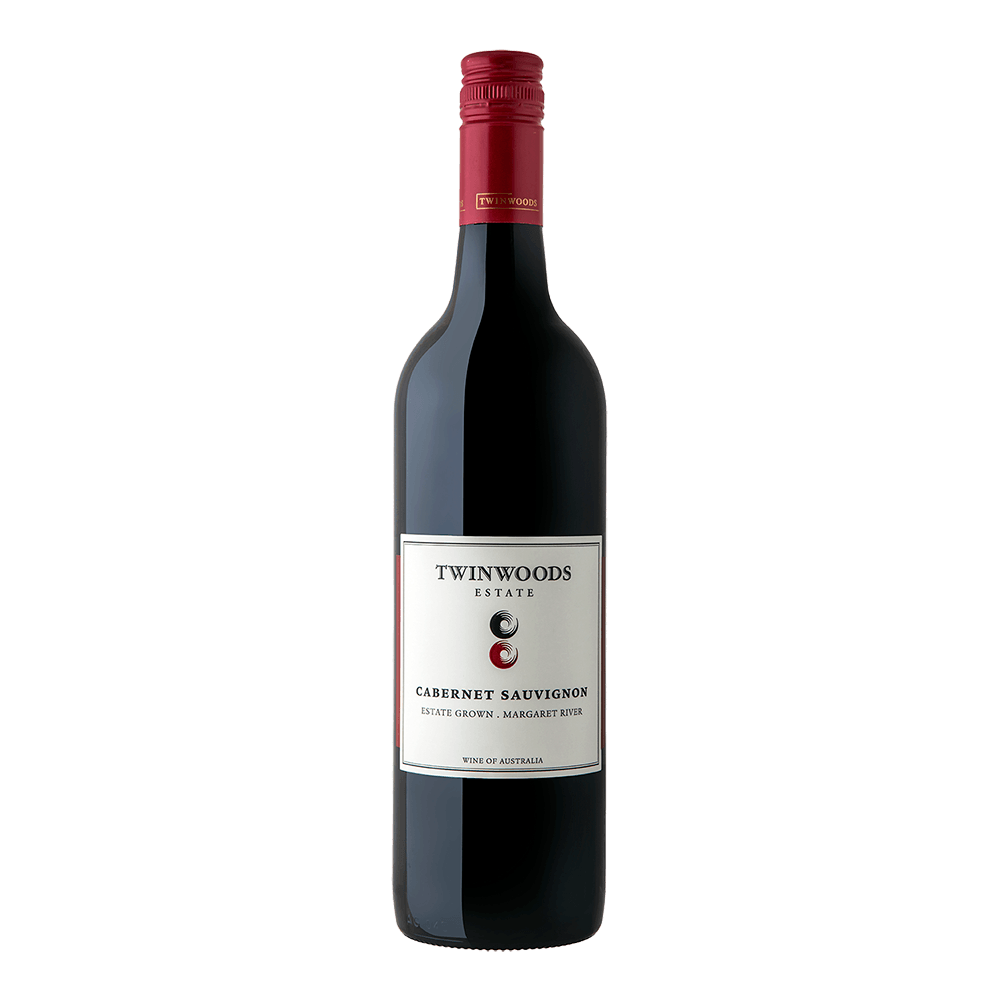 TWINWOODS
TWINWOODS
ESTATE
CABERNET SAUVIGNON
ESTATE GROWN . MARGARET RIVER
WINE OF AUSTRALIA